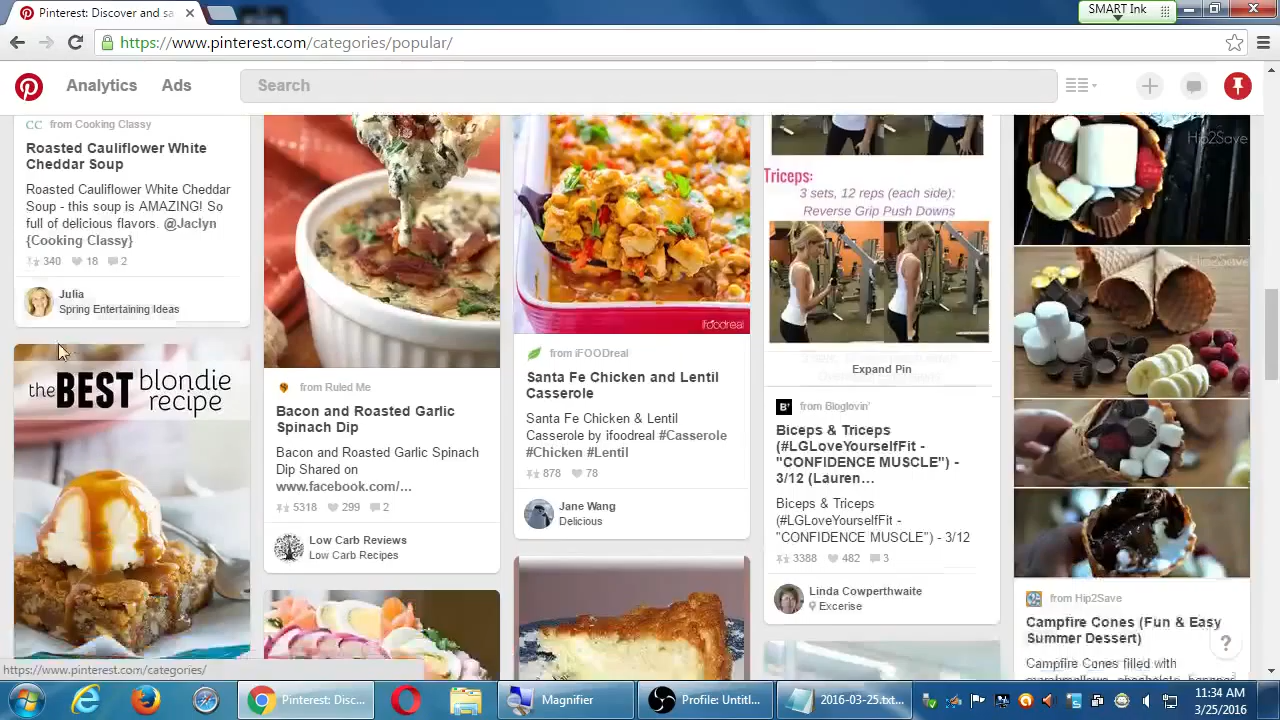 Pinterest: Discover and sa
SMART Ink
https://www.pinterest.com/categories/popular/
Analytics
Ads
Search
CC from Cooking Classy
Roasted Cauliflower White
Cheddar Soup
Roasted Cauliflower White Cheddar
Soup - this soup is AMAZING! So
full of delicious flavors. @Jaclyn
{Cooking Classy}
340 18 2
Julia
Spring Entertaining Ideas
the BEST blondie
recipe
from Ruled Me
Bacon and Roasted Garlic
Spinach Dip
Bacon and Roasted Garlic Spinach
Dip Shared on
www.facebook.com/...
5318 299 2
Low Carb Reviews
Low Carb Recipes
iFoodreal
from iFOODreal
Santa Fe Chicken and Lentil
Casserole
Santa Fe Chicken & Lentil
Casserole by ifoodreal #Casserole
#Chicken #Lentil
878 78
Jane Wang
Delicious
Triceps:
3 sets, 12 reps (each side):
Reverse Grip Push Downs
Expand Pin
B' from Bloglovin'
Biceps & Triceps
(#LGLoveYourselfFit -
"CONFIDENCE MUSCLE") -
3/12 (Lauren...
Biceps & Triceps
(#LGLoveYourselfFit -
"CONFIDENCE MUSCLE") - 3/12
3388 482 3
Linda Cowperthwaite
Excerise
Hip2Save
Hip2Save
from Hip2Save
Campfire Cones (Fun & Easy
Summer Dessert)
Campfire Cones filled with
?
https://www.pinterest.com/categories/
Pinterest: Disc...
Magnifier
Profile: Untitl...
2016-03-25.txt...
11:34 AM
3/25/2016